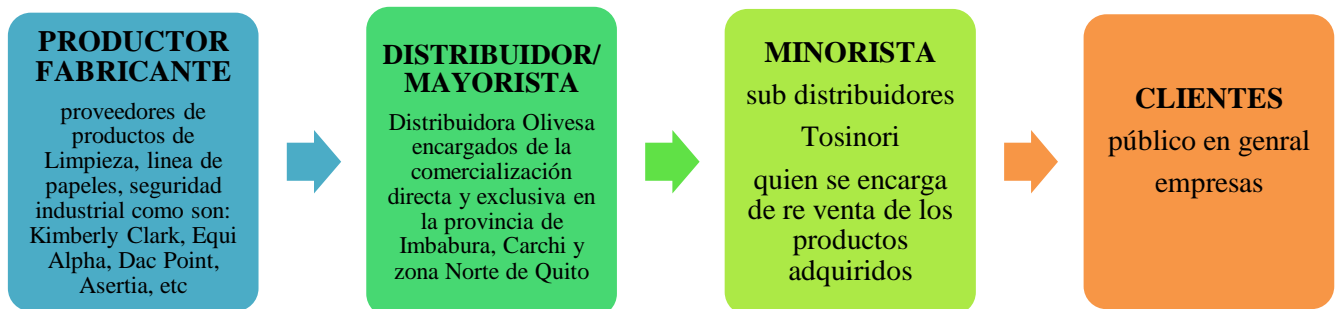 PRODUCTOR
FABRICANTE
proveedores de
productos de
Limpieza, linea de
papeles, seguridad
industrial como son:
Kimberly Clark, Equi
Alpha, Dac Point,
Asertia, etc
DISTRIBUIDOR/
MAYORISTA
Distribuidora Olivesa
encargados de la
comercialización
directa y exclusiva en
la provincia de
Imbabura, Carchi y
zona Norte de Quito
MINORISTA
sub distribuidores
Tosinori
quien se encarga
de re venta de los
productos
adquiridos
CLIENTES
público en genral
empresas